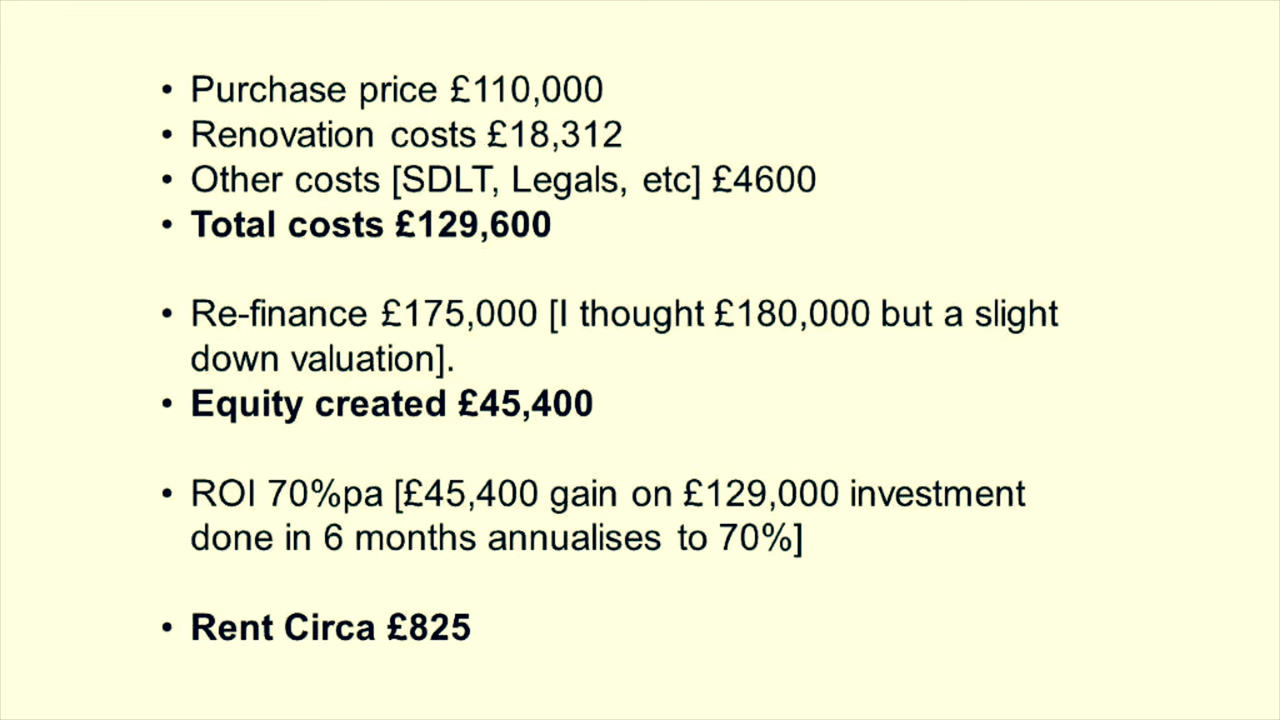 • Purchase price £110,000
• Renovation costs £18,312
• Other costs [SDLT, Legals, etc] £4600
• Total costs £129,600
• Re-finance £175,000 [I thought £180,000 but a slight
down valuation].
• Equity created £45,400
• ROI 70%pa [£45,400 gain on £129,000 investment
done in 6 months annualises to 70%]
• Rent Circa £825